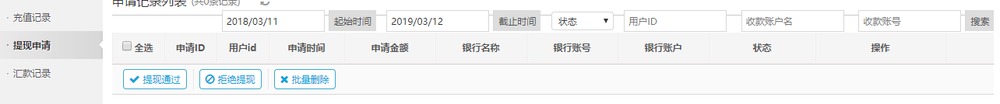 申请记录列表 (共0条记录)
充值记录
2018/03/11 起始时间 2019/03/12 截止时间 状态 用户ID 收款账户名 收款账号 搜索
提现申请
全选 申请ID 用户id 申请时间 申请金额 银行名称 银行账号 银行账户 状态 操作
汇款记录
提现通过 拒绝提现 批量删除